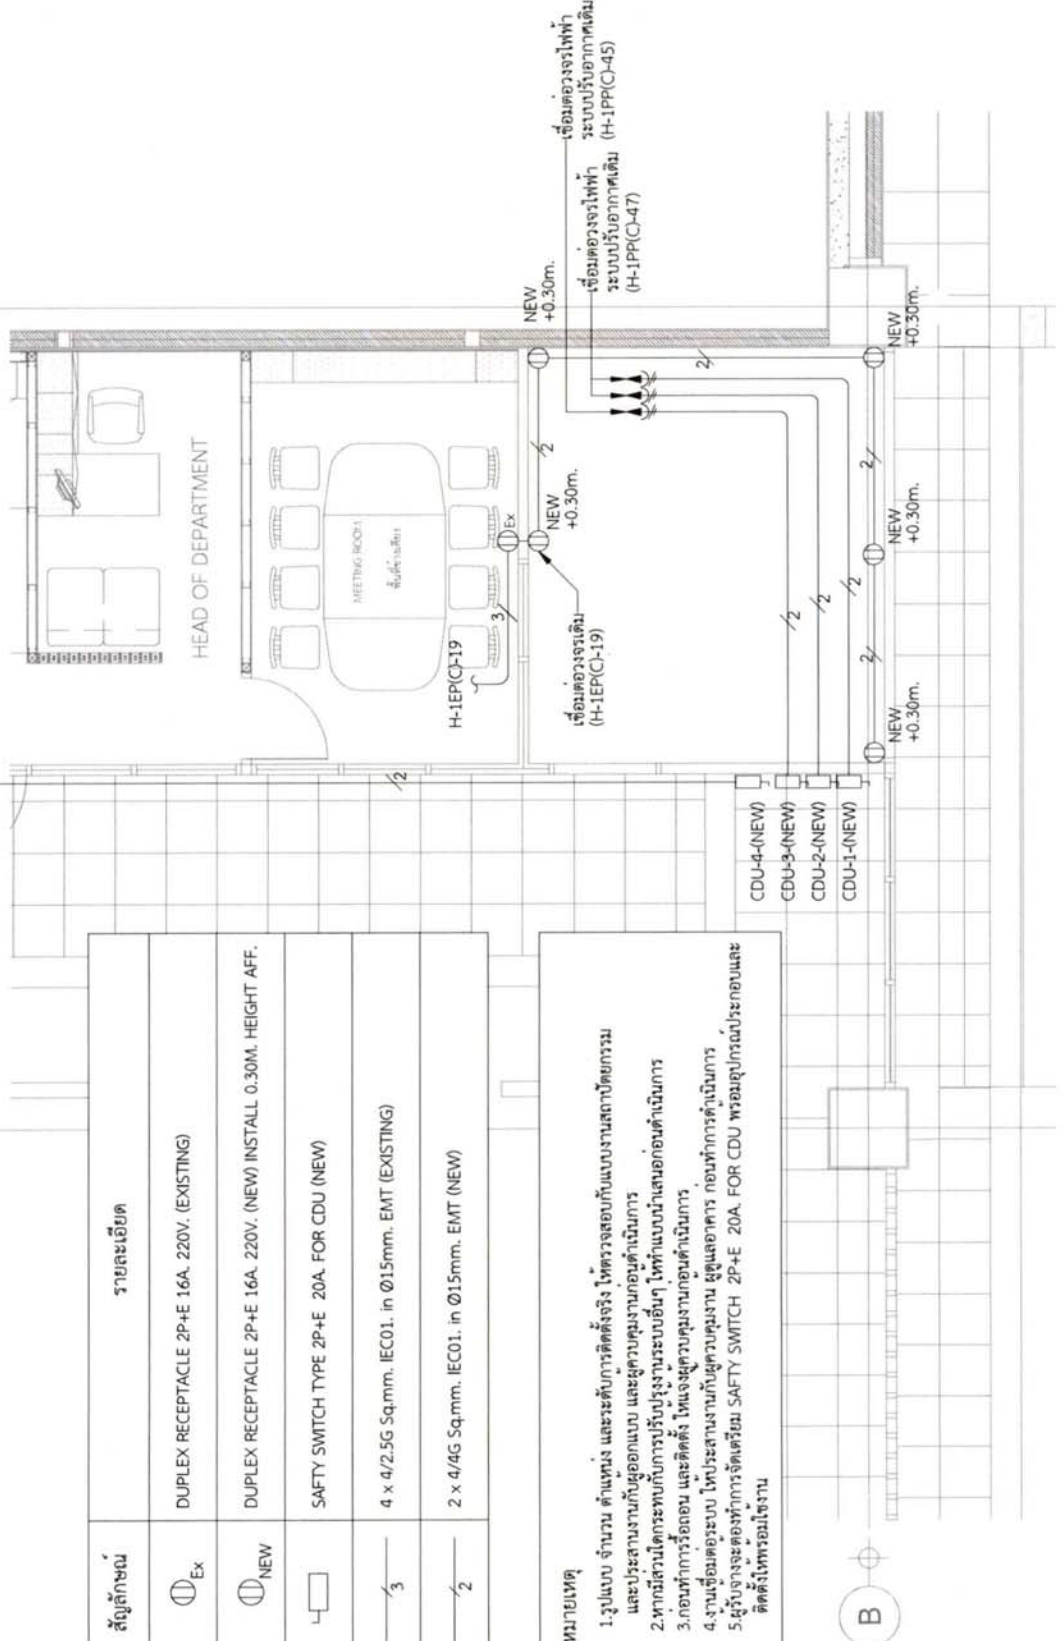 สัญลักษณ์
รายละเอียด
Ex
DUPLEX RECEPTACLE 2P+E 16A. 220V. (EXISTING)
NEW
DUPLEX RECEPTACLE 2P+E 16A. 220V. (NEW) INSTALL 0.30M. HEIGHT AFF.
SAFTY SWITCH TYPE 2P+E 20A. FOR CDU (NEW)
3
4 x 4/2.5G Sq.mm. IEC01. in Ø15mm. EMT (EXISTING)
2
2 x 4/4G Sq.mm. IEC01. in Ø15mm. EMT (NEW)
หมายเหตุ
1.รูปแบบ จำนวน ตำแหน่ง และระดับการติดตั้งจริง ให้ตรวจสอบกับแบบงานสถาปัตยกรรม
และประสานงานกับผู้ออกแบบ และผู้ควบคุมงานก่อนดำเนินการ
2.หากมีส่วนใดกระทบกับการปรับปรุงงานระบบอื่นๆ ให้ทำแบบนำเสนอก่อนดำเนินการ
3.ก่อนทำการรื้อถอน และติดตั้ง ให้แจ้งผู้ควบคุมงานก่อนดำเนินการ
4.งานเชื่อมต่อระบบ ให้ประสานงานกับผู้ควบคุมงาน ผู้ดูแลอาคาร ก่อนทำการดำเนินการ
5.ผู้รับจ้างจะต้องทำการจัดเตรียม SAFTY SWITCH 2P+E 20A. FOR CDU พร้อมอุปกรณ์ประกอบและ
ติดตั้งให้พร้อมใช้งาน
HEAD OF DEPARTMENT
MEETING ROOM
H-1EP(C)-19
3
Ex
NEW
+0.30m.
2
NEW
+0.30m.
เชื่อมต่อวงจรเดิม
(H-1EP(C)-19)
เชื่อมต่อวงจรไฟฟ้า
ระบบปรับอากาศเดิม
(H-1PP(C)-45)
เชื่อมต่อวงจรไฟฟ้า
ระบบปรับอากาศเดิม
(H-1PP(C)-47)
2
2
2
2
2
2
2
CDU-4-(NEW)
CDU-3-(NEW)
CDU-2-(NEW)
CDU-1-(NEW)
NEW
+0.30m.
NEW
+0.30m.
NEW
+0.30m.
B